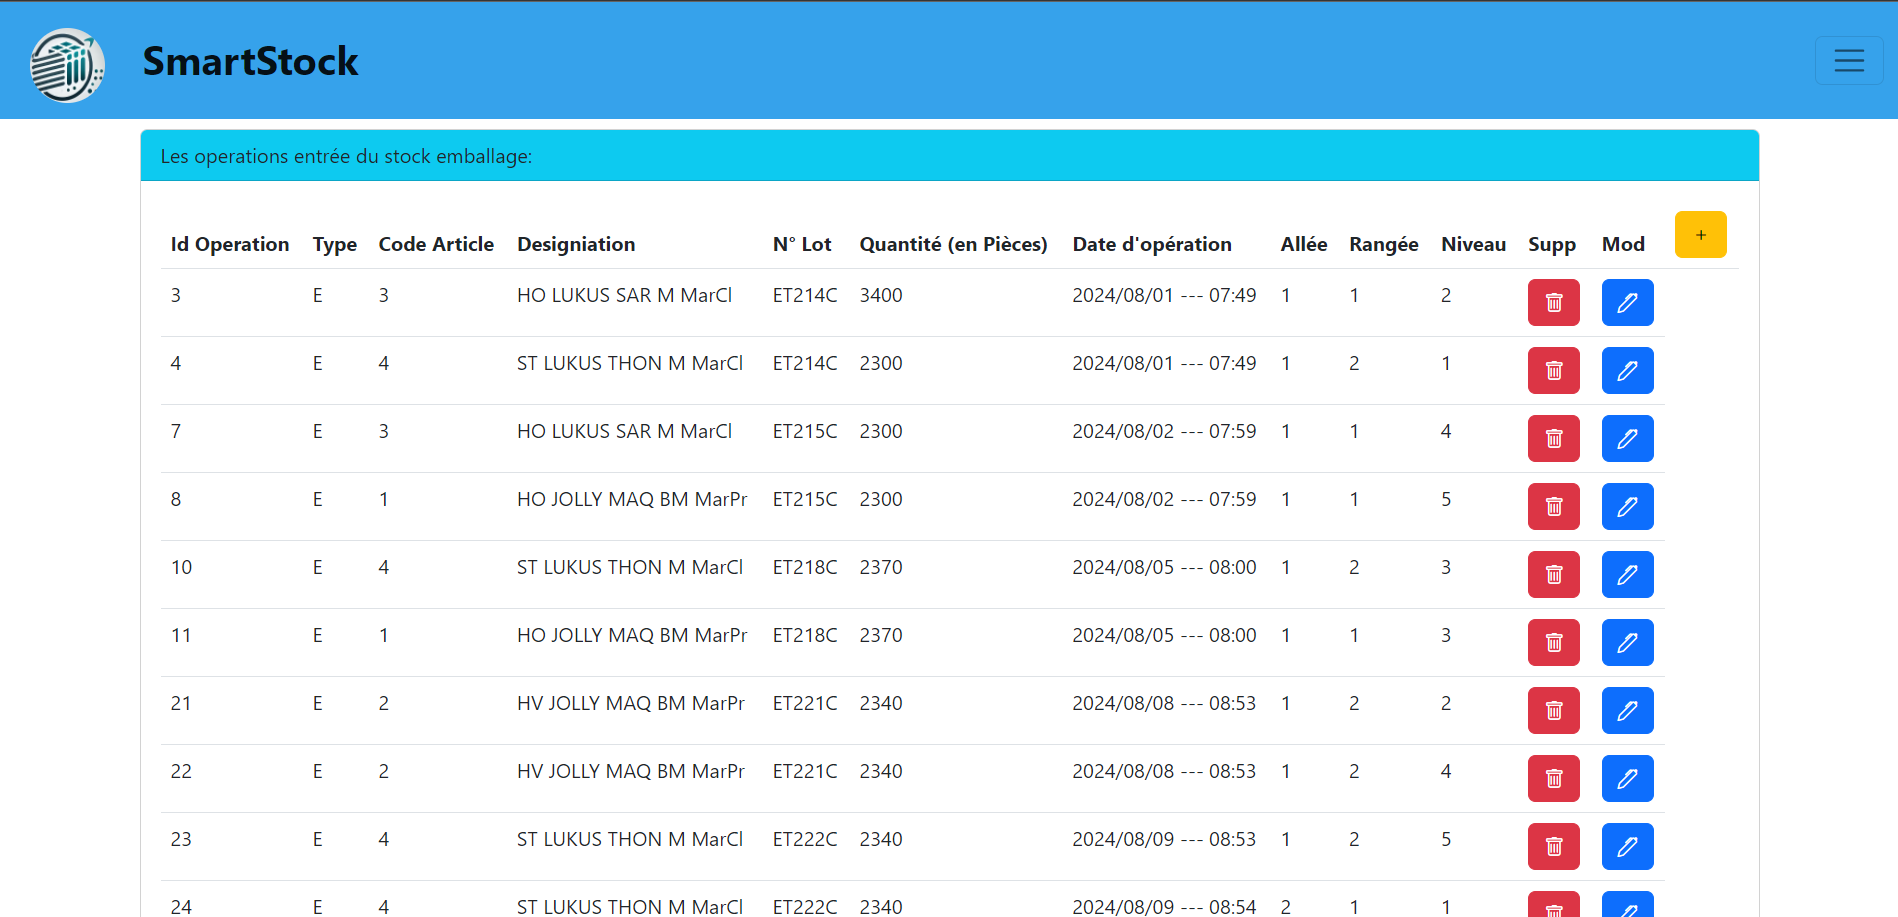 SmartStock
Les operations entrée du stock emballage:
Id Operation Type Code Article Designiation N° Lot Quantité (en Pièces) Date d'opération Allée Rangée Niveau Supp Mod +
3 E 3 HO LUKUS SAR M MarCl ET214C 3400 2024/08/01 --- 07:49 1 1 2
4 E 4 ST LUKUS THON M MarCl ET214C 2300 2024/08/01 --- 07:49 1 2 1
7 E 3 HO LUKUS SAR M MarCl ET215C 2300 2024/08/02 --- 07:59 1 1 4
8 E 1 HO JOLLY MAQ BM MarPr ET215C 2300 2024/08/02 --- 07:59 1 1 5
10 E 4 ST LUKUS THON M MarCl ET218C 2370 2024/08/05 --- 08:00 1 2 3
11 E 1 HO JOLLY MAQ BM MarPr ET218C 2370 2024/08/05 --- 08:00 1 1 3
21 E 2 HV JOLLY MAQ BM MarPr ET221C 2340 2024/08/08 --- 08:53 1 2 2
22 E 2 HV JOLLY MAQ BM MarPr ET221C 2340 2024/08/08 --- 08:53 1 2 4
23 E 4 ST LUKUS THON M MarCl ET222C 2340 2024/08/09 --- 08:53 1 2 5
24 E 4 ST LUKUS THON M MarCl ET222C 2340 2024/08/09 --- 08:54 2 1 1